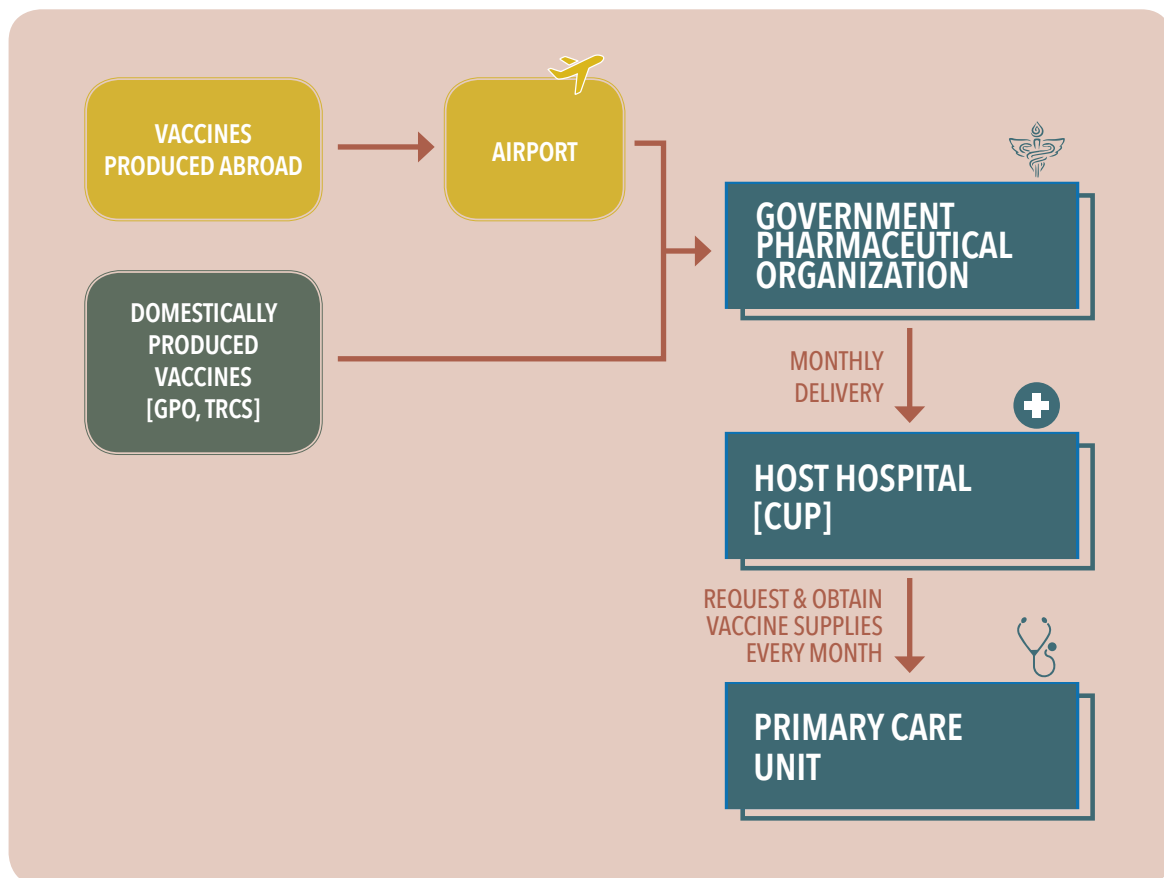 VACCINES
PRODUCED ABROAD
AIRPORT
DOMESTICALLY
PRODUCED
VACCINES
[GPO, TRCS]
GOVERNMENT
PHARMACEUTICAL
ORGANIZATION
MONTHLY
DELIVERY
HOST HOSPITAL
[CUP]
REQUEST & OBTAIN
VACCINE SUPPLIES
EVERY MONTH
PRIMARY CARE
UNIT